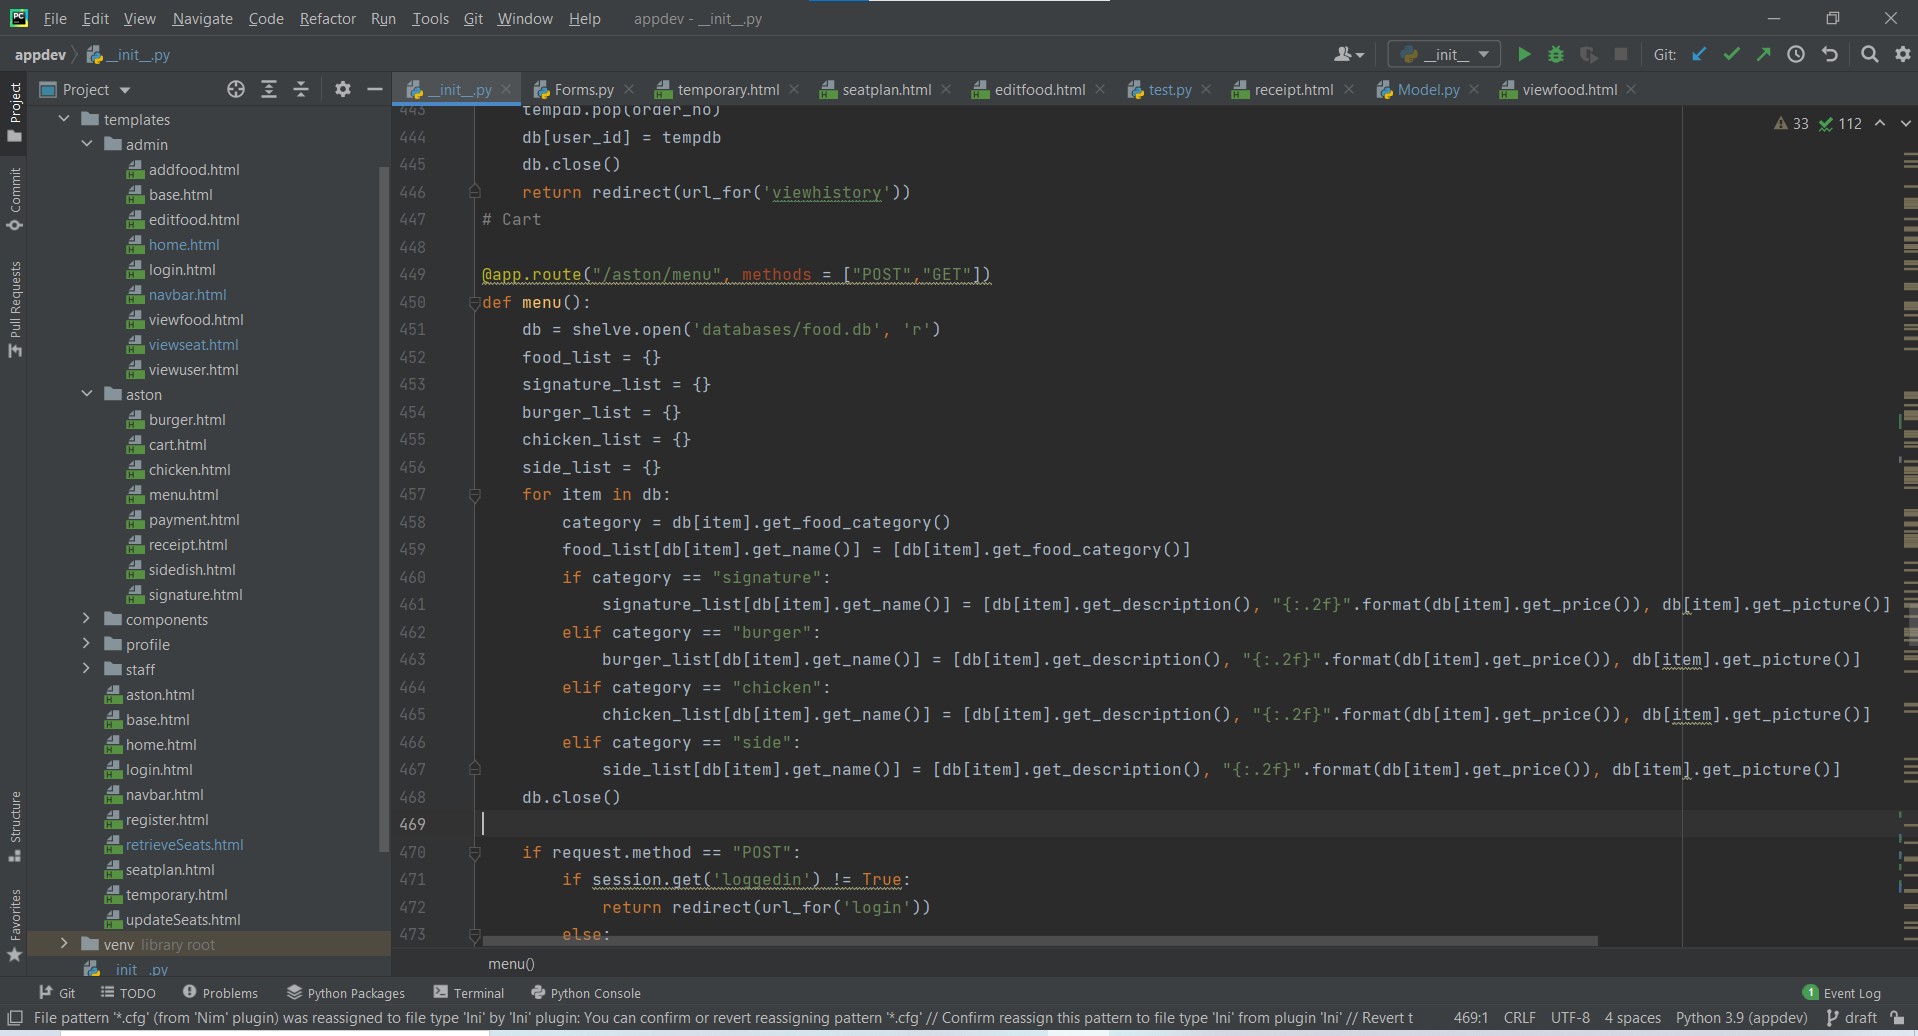 PC File Edit View Navigate Code Refactor Run Tools Git Window Help appdev - __init__.py
appdev __init__.py __init__ Git:
Project
__init__.py Forms.py temporary.html seatplan.html editfood.html test.py receipt.html Model.py viewfood.html
Project
Commit
Pull Requests
Structure
Favorites
templates
admin
addfood.html
base.html
editfood.html
home.html
login.html
navbar.html
viewfood.html
viewseat.html
viewuser.html
aston
burger.html
cart.html
chicken.html
menu.html
payment.html
receipt.html
sidedish.html
signature.html
components
profile
staff
aston.html
base.html
home.html
login.html
navbar.html
register.html
retrieveSeats.html
seatplan.html
temporary.html
updateSeats.html
venv library root
__init__.py
33 112
443 tempdb.pop(order_no)
444 db[user_id] = tempdb
445 db.close()
446 return redirect(url_for('viewhistory'))
447 # Cart
448
449 @app.route("/aston/menu", methods = ["POST","GET"])
450 def menu():
451 db = shelve.open('databases/food.db', 'r')
452 food_list = {}
453 signature_list = {}
454 burger_list = {}
455 chicken_list = {}
456 side_list = {}
457 for item in db:
458 category = db[item].get_food_category()
459 food_list[db[item].get_name()] = [db[item].get_food_category()]
460 if category == "signature":
461 signature_list[db[item].get_name()] = [db[item].get_description(), "{:.2f}".format(db[item].get_price()), db[item].get_picture()]
462 elif category == "burger":
463 burger_list[db[item].get_name()] = [db[item].get_description(), "{:.2f}".format(db[item].get_price()), db[item].get_picture()]
464 elif category == "chicken":
465 chicken_list[db[item].get_name()] = [db[item].get_description(), "{:.2f}".format(db[item].get_price()), db[item].get_picture()]
466 elif category == "side":
467 side_list[db[item].get_name()] = [db[item].get_description(), "{:.2f}".format(db[item].get_price()), db[item].get_picture()]
468 db.close()
469
470 if request.method == "POST":
471 if session.get('loggedin') != True:
472 return redirect(url_for('login'))
473 else:
menu()
Git TODO Problems Python Packages Terminal Python Console 1 Event Log
File pattern '*.cfg' (from 'Nim' plugin) was reassigned to file type 'Ini' by 'Ini' plugin: You can confirm or revert reassigning pattern '*.cfg' // Confirm reassign this pattern to file type 'Ini' from plugin 'Ini' // Revert t 469:1 CRLF UTF-8 4 spaces Python 3.9 (appdev) draft